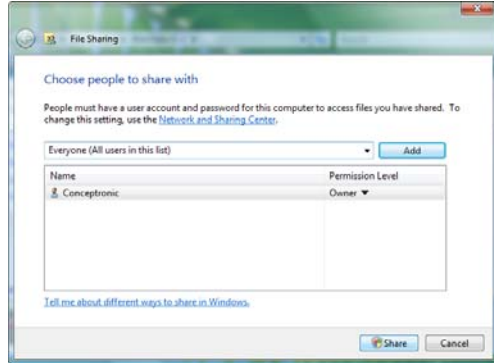 File Sharing
Choose people to share with
People must have a user account and password for this computer to access files you have shared. To
change this setting, use the Network and Sharing Center.
Everyone (All users in this list)
Add
Name Permission Level
Conceptronic Owner
Tell me about different ways to share in Windows.
Share Cancel